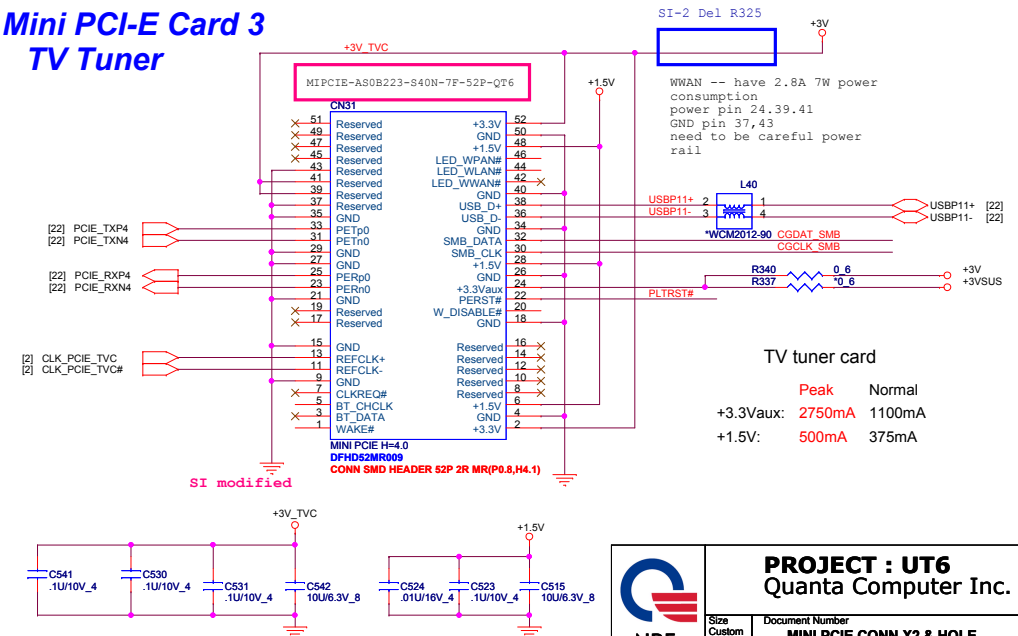 Mini PCI-E Card 3
TV Tuner
SI-2 Del R325
+3V
+3V_TVC
MIPCIE-AS0B223-S40N-7F-52P-QT6
+1.5V
WWAN -- have 2.8A 7W power
consumption
power pin 24.39.41
GND pin 37,43
need to be careful power
rail
CN31
51 Reserved +3.3V 52
49 Reserved GND 50
47 Reserved +1.5V 48
45 Reserved LED_WPAN# 46
43 Reserved LED_WLAN# 44
41 Reserved LED_WWAN# 42
39 Reserved GND 40
37 Reserved USB_D+ 38
35 GND USB_D- 36
33 PETp0 GND 34
31 PETn0 SMB_DATA 32
29 GND SMB_CLK 30
27 GND +1.5V 28
25 PERp0 GND 26
23 PERn0 +3.3Vaux 24
21 GND PERST# 22
19 Reserved W_DISABLE# 20
17 Reserved GND 18
15 GND Reserved 16
13 REFCLK+ Reserved 14
11 REFCLK- Reserved 12
9 GND Reserved 10
7 CLKREQ# Reserved 8
5 BT_CHCLK +1.5V 6
3 BT_DATA GND 4
1 WAKE# +3.3V 2
MINI PCIE H=4.0
DFHD52MR009
CONN SMD HEADER 52P 2R MR(P0.8,H4.1)
[22] PCIE_TXP4
[22] PCIE_TXN4
[22] PCIE_RXP4
[22] PCIE_RXN4
[2] CLK_PCIE_TVC
[2] CLK_PCIE_TVC#
SI modified
L40
USBP11+ 2 1 USBP11+ [22]
USBP11- 3 4 USBP11- [22]
*WCM2012-90
CGDAT_SMB
CGCLK_SMB
R340 0_6 +3V
R337 *0_6 +3VSUS
PLTRST#
TV tuner card
Peak Normal
+3.3Vaux: 2750mA 1100mA
+1.5V: 500mA 375mA
+3V_TVC
C541
.1U/10V_4
C530
.1U/10V_4
C531
.1U/10V_4
C542
10U/6.3V_8
+1.5V
C524
.01U/16V_4
C523
.1U/10V_4
C515
10U/6.3V_8
PROJECT : UT6
Quanta Computer Inc.
Size
Custom
Document Number
MINI PCIE CONN X2 & HOLE